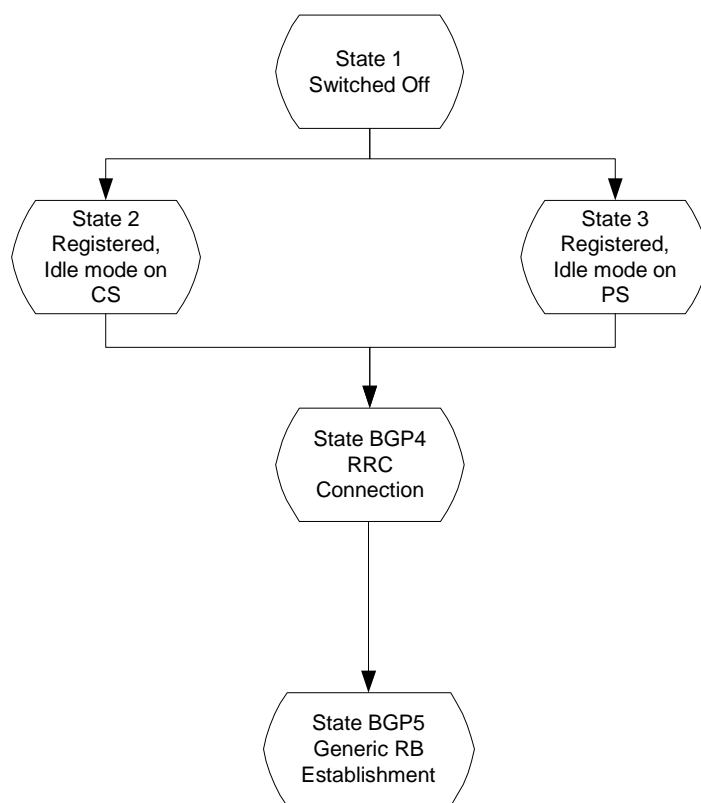 State 1
Switched Off
State 2
Registered,
Idle mode on
CS
State 3
Registered,
Idle mode on
PS
State BGP4
RRC
Connection
State BGP5
Generic RB
Establishment